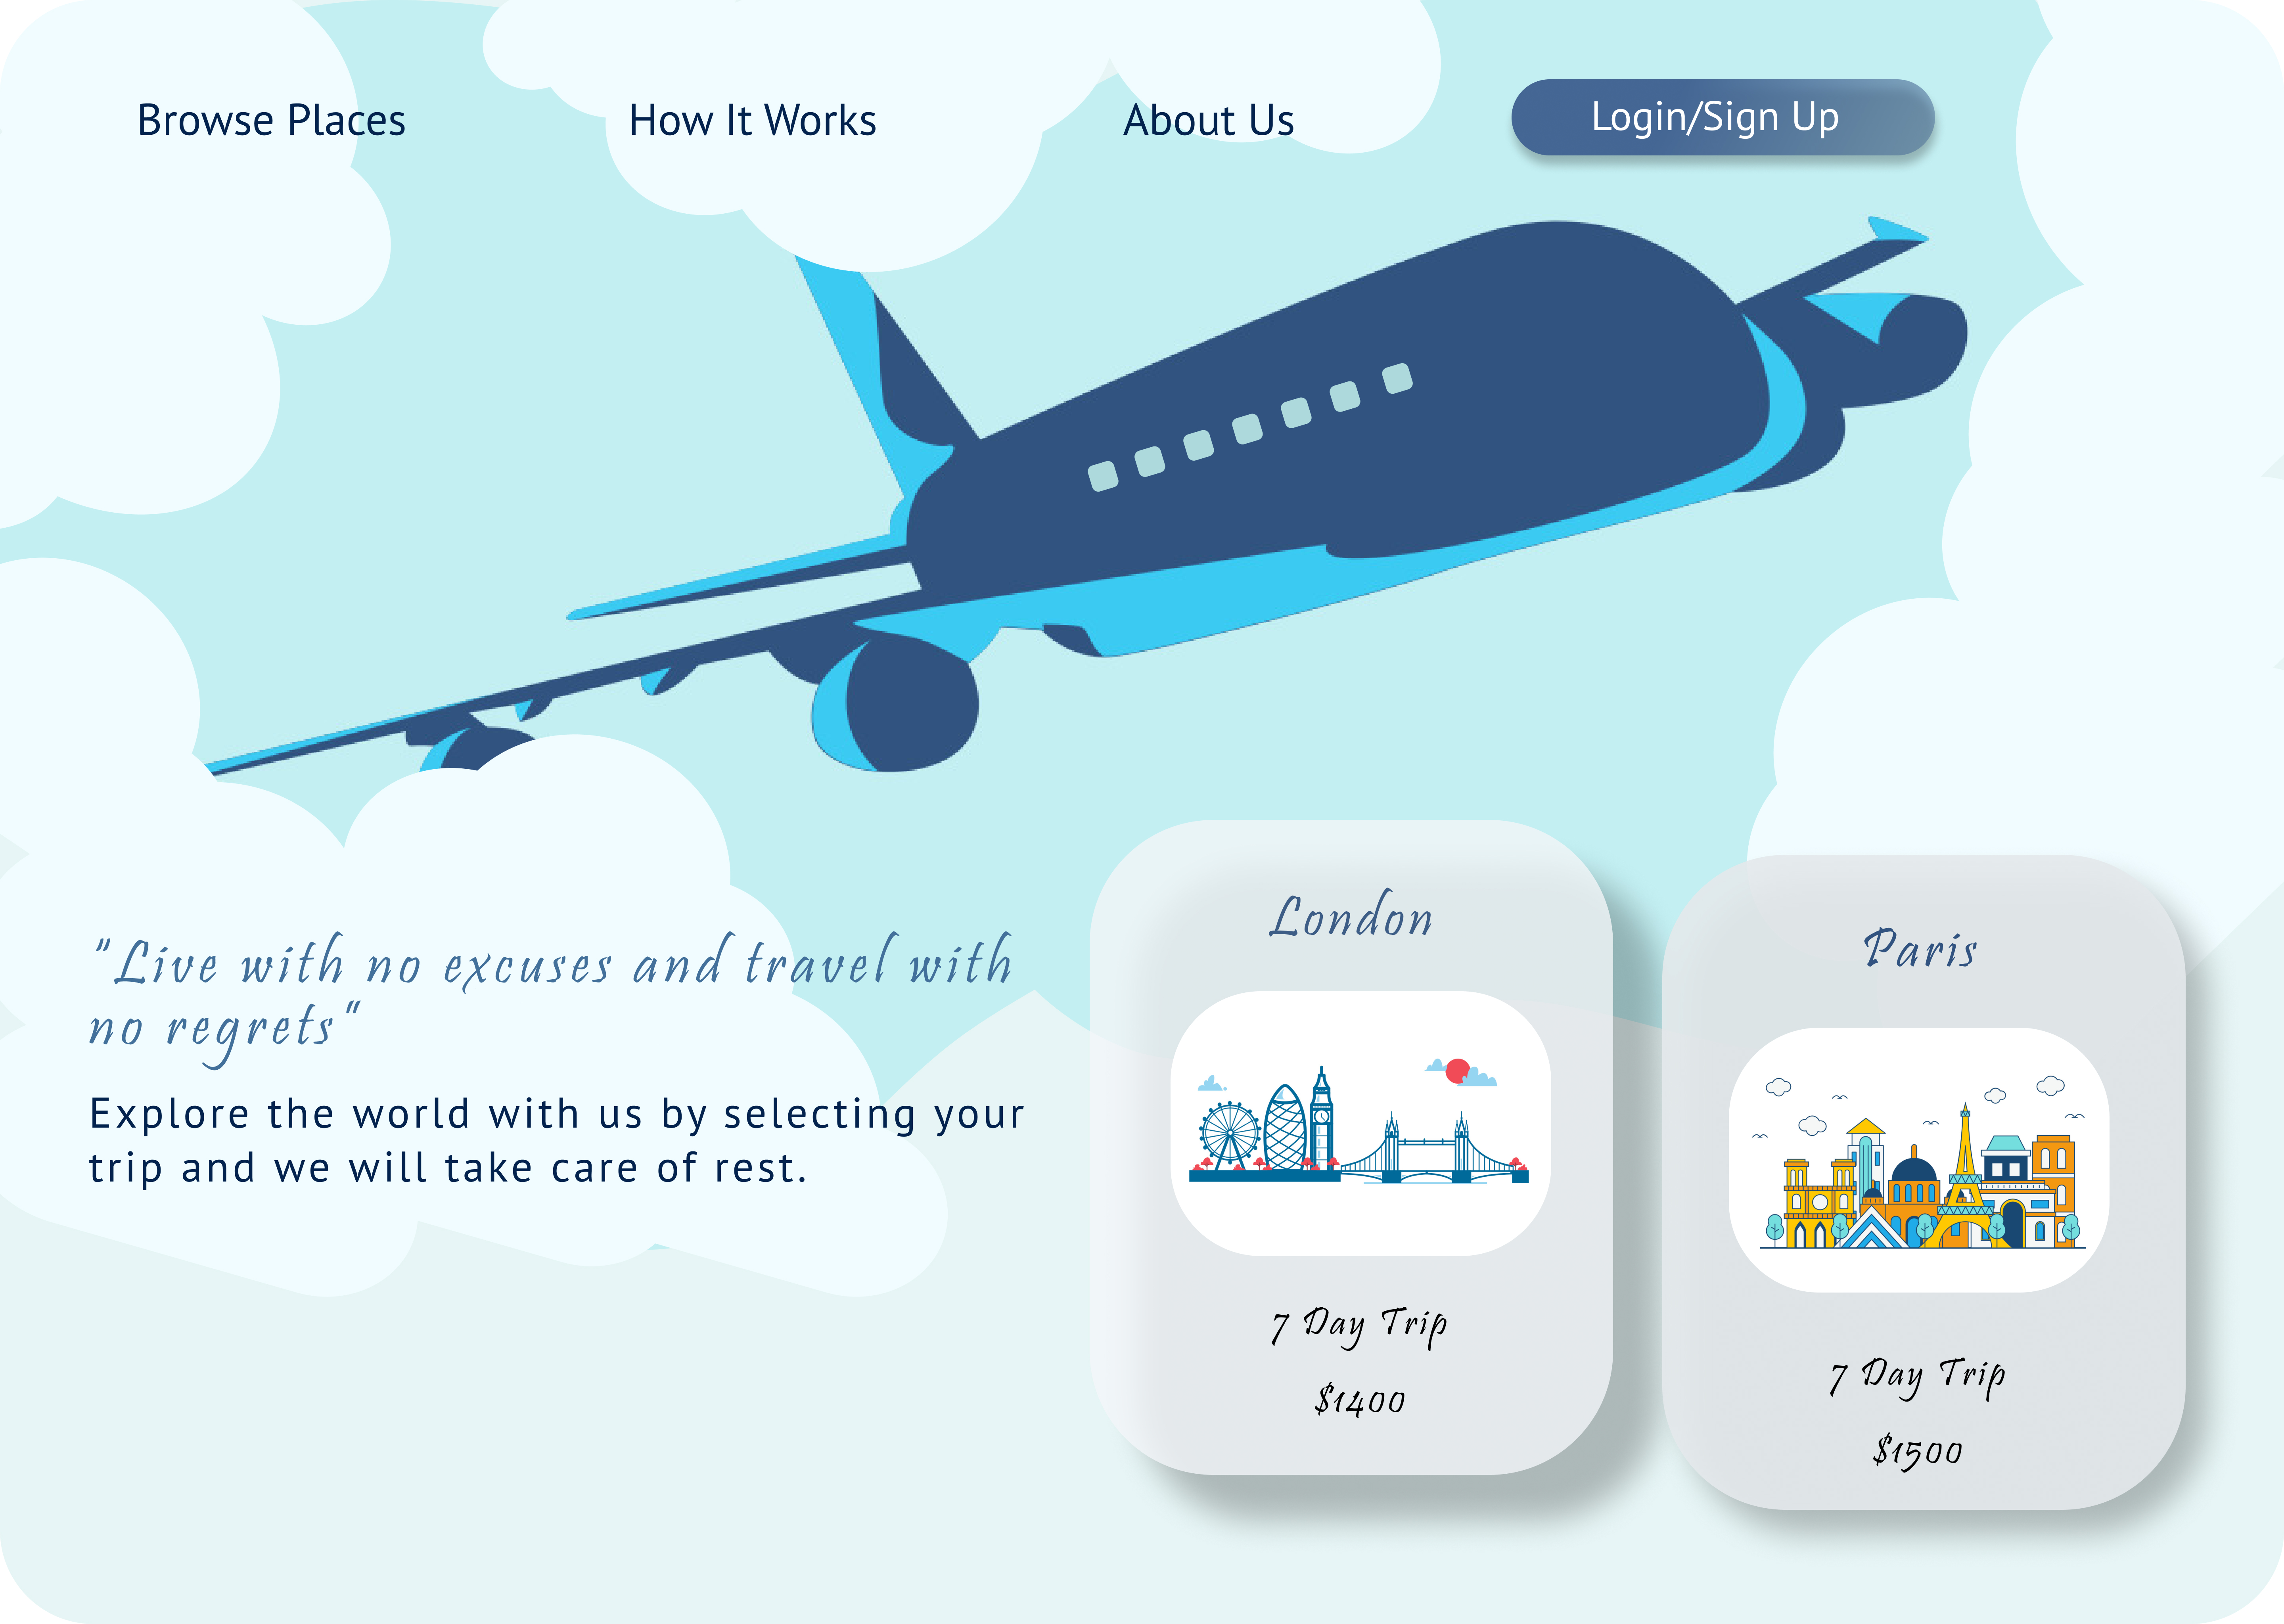 Browse Places
How It Works
About Us
Login/Sign Up
"Live with no excuses and travel with
no regrets"
Explore the world with us by selecting your
trip and we will take care of rest.
London
7 Day Trip
$1400
Paris
7 Day Trip
$1500